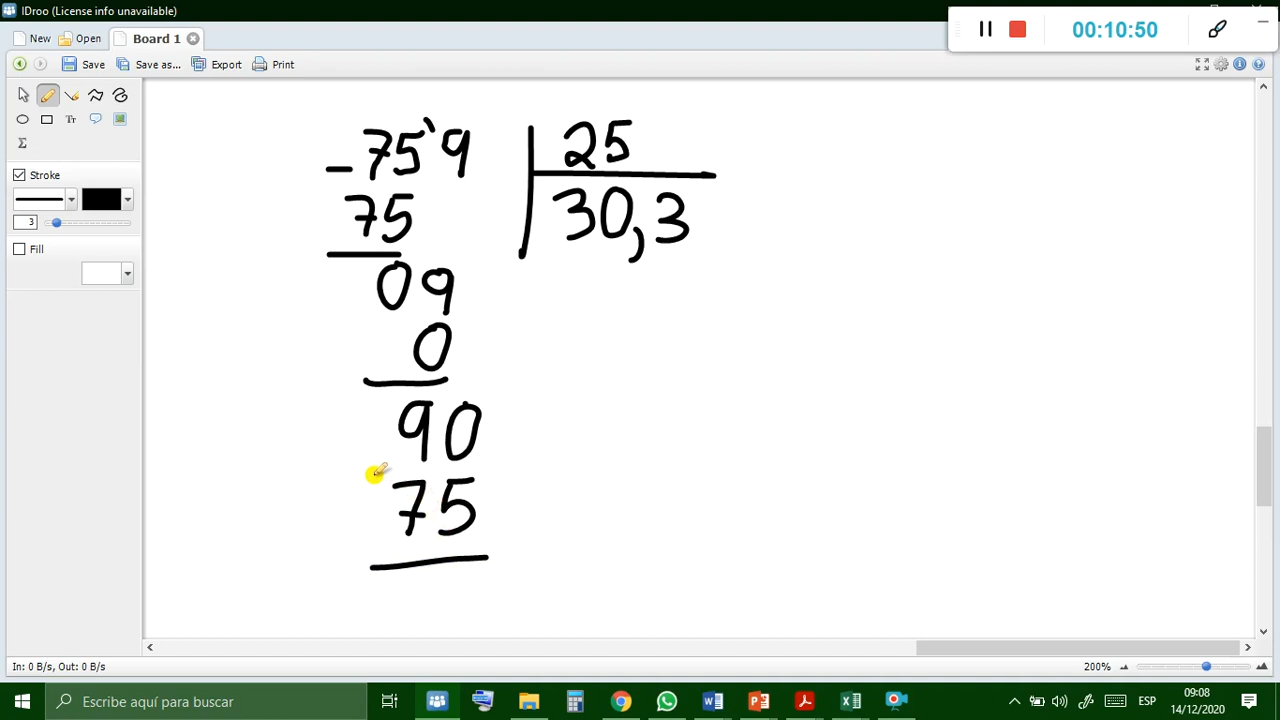 IDroo (License info unavailable)
00:10:50
New Open Board 1
Save Save as... Export Print
Tr
Σ
Stroke
3
Fill
-75'9 25
75 30,3
09
0
90
75
In: 0 B/s, Out: 0 B/s 200%
Escribe aquí para buscar
ESP
09:08
14/12/2020